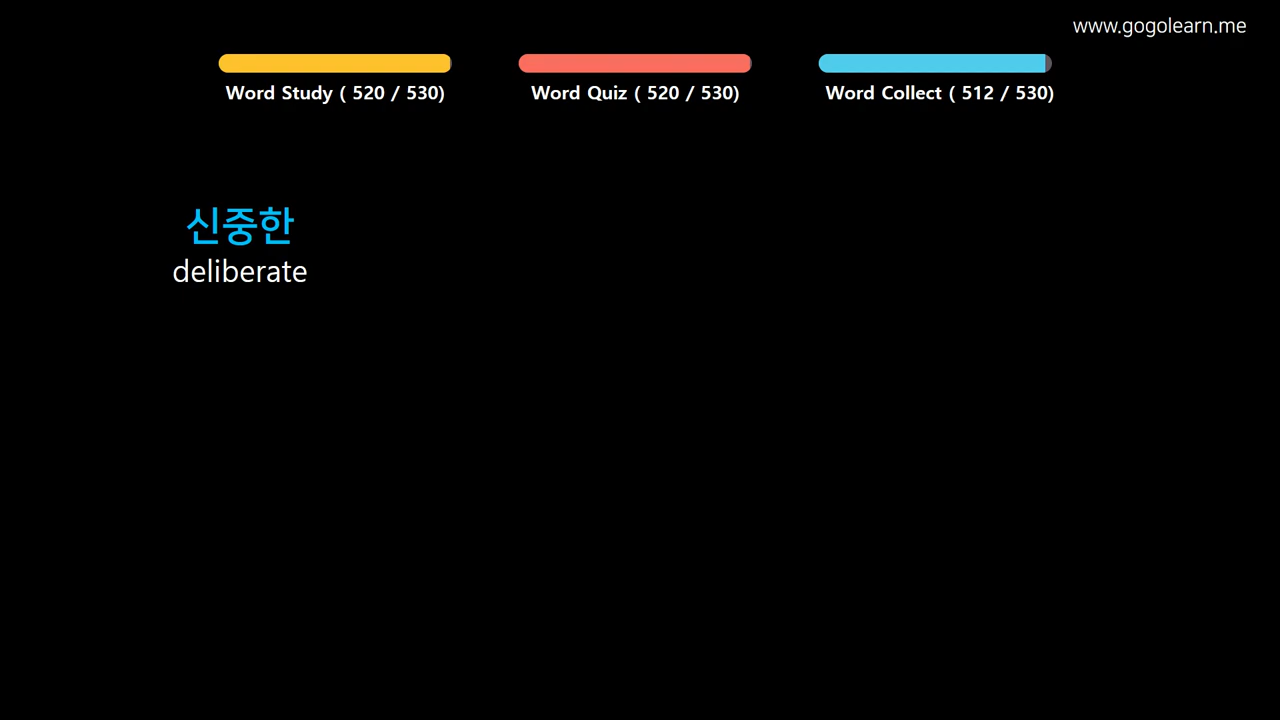 www.gogolearn.me
Word Study ( 520 / 530)
Word Quiz ( 520 / 530)
Word Collect ( 512 / 530)
신중한
deliberate